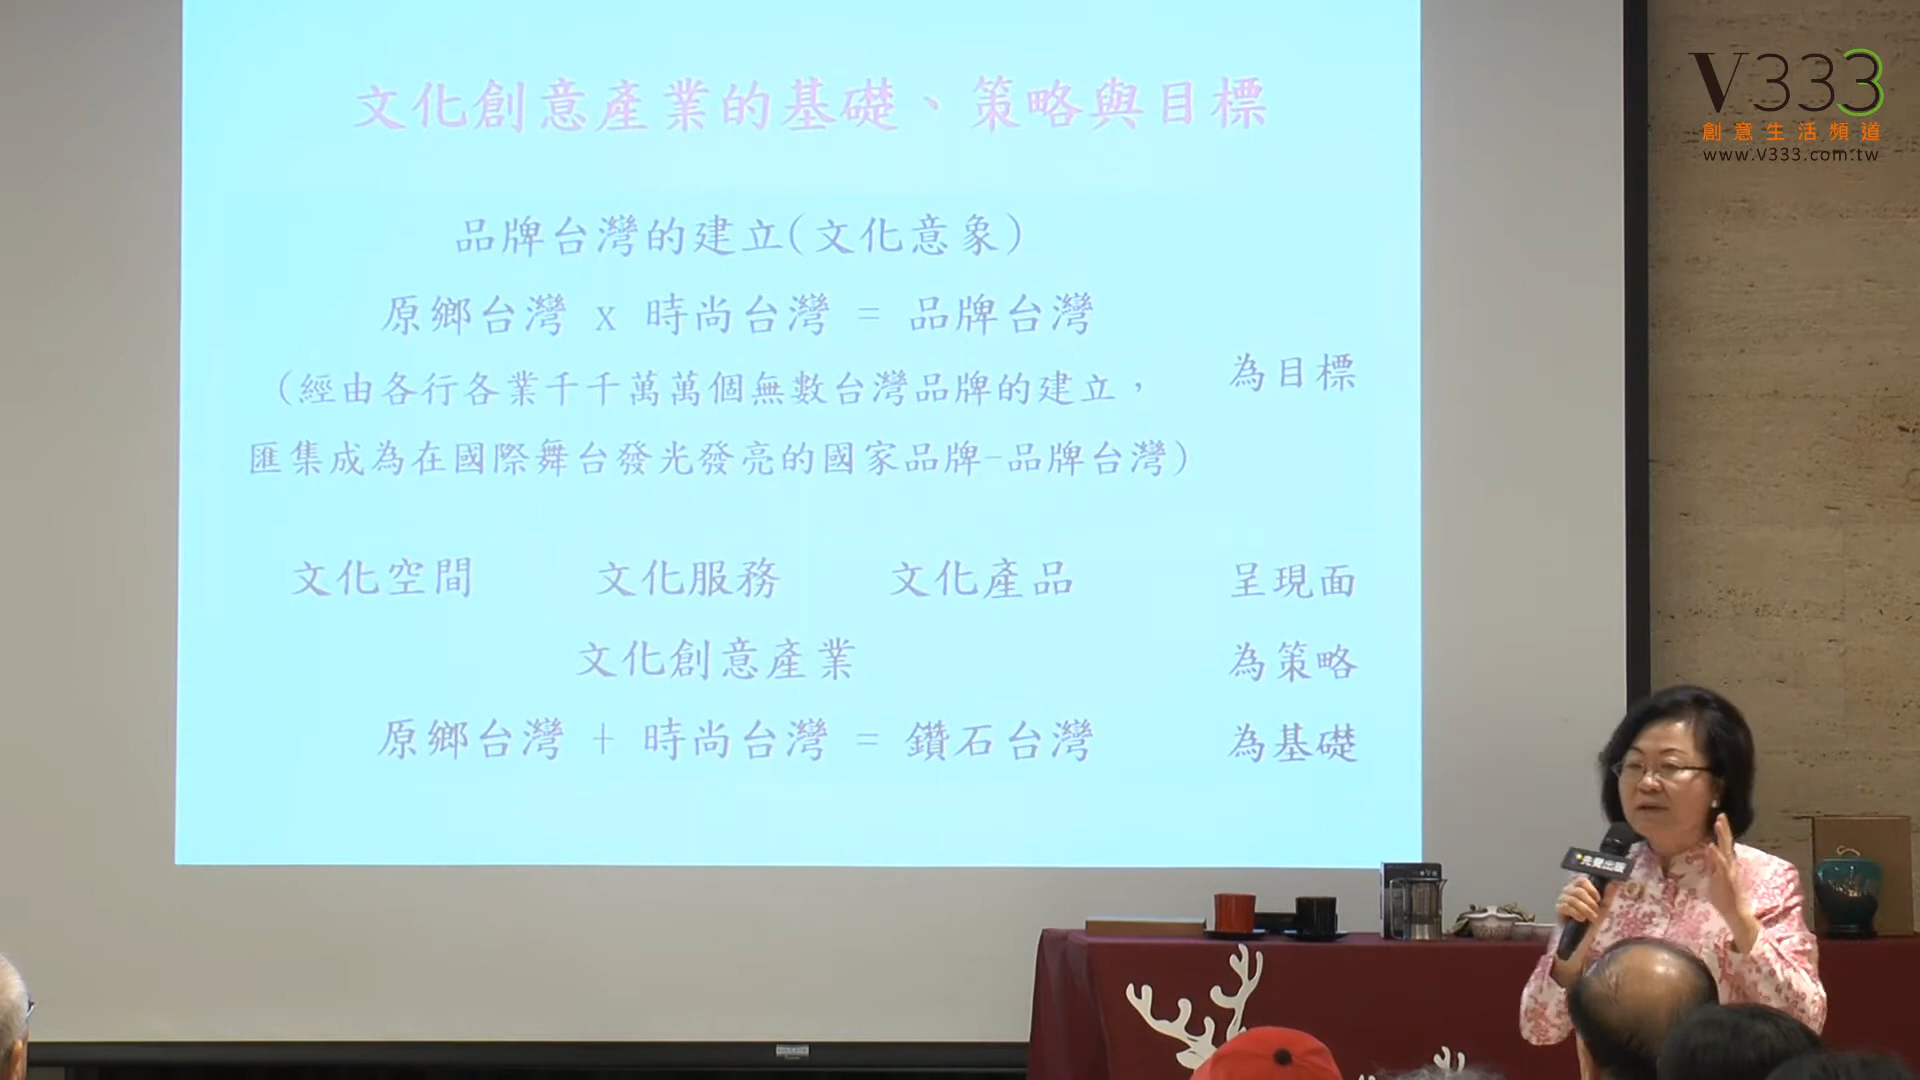 文化創意產業的基礎、策略與目標
品牌台灣的建立(文化意象)
原鄉台灣 x 時尚台灣 = 品牌台灣
(經由各行各業千千萬萬個無數台灣品牌的建立，
為目標
匯集成為在國際舞台發光發亮的國家品牌-品牌台灣)
文化空間 文化服務 文化產品 呈現面
文化創意產業 為策略
原鄉台灣 + 時尚台灣 = 鑽石台灣 為基礎
V333
創意生活頻道
www.V333.com.tw
先覺出版